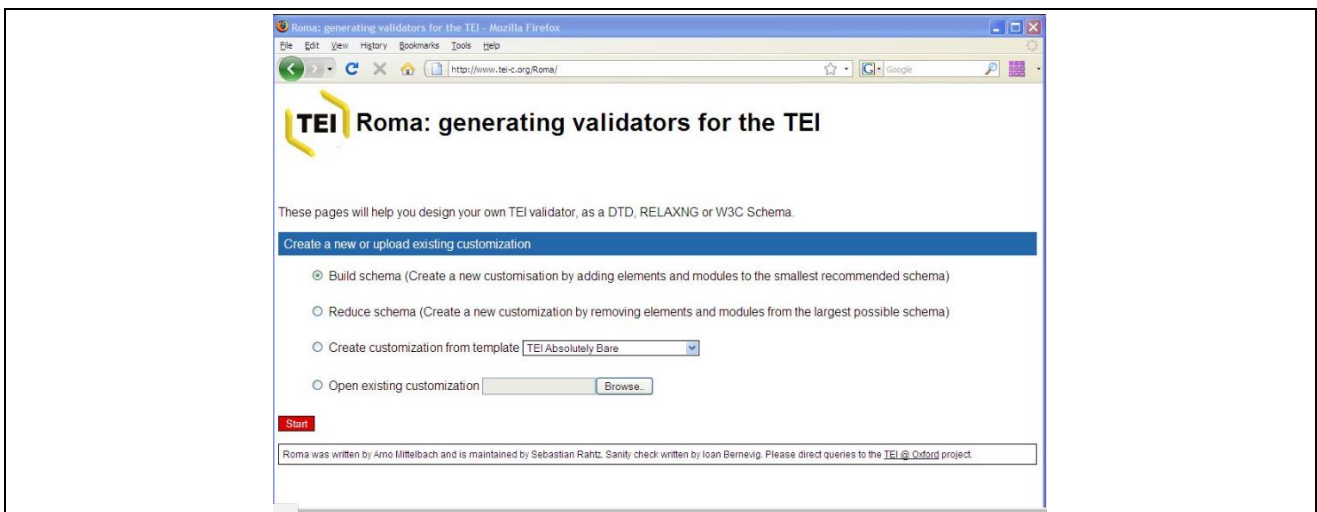 Roma: generating validators for the TEI - Mozilla Firefox
File Edit View History Bookmarks Tools Help
http://www.tei-c.org/Roma/ G Google
TEI Roma: generating validators for the TEI
These pages will help you design your own TEI validator, as a DTD, RELAXNG or W3C Schema.
Create a new or upload existing customization
Build schema (Create a new customisation by adding elements and modules to the smallest recommended schema)
Reduce schema (Create a new customization by removing elements and modules from the largest possible schema)
Create customization from template TEI Absolutely Bare
Open existing customization Browse..
Start
Roma was written by Arno Mittelbach and is maintained by Sebastian Rahtz. Sanity check written by Ioan Bernevig. Please direct queries to the TEI @ Oxford project.